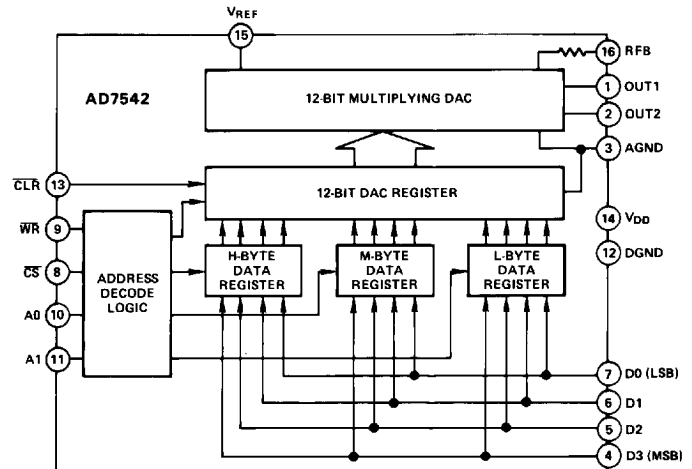 VREF
15
16 RFB
AD7542
12-BIT MULTIPLYING DAC
1 OUT1
2 OUT2
3 AGND
CLR 13
12-BIT DAC REGISTER
WR 9
14 VDD
CS 8
ADDRESS
DECODE
LOGIC
H-BYTE
DATA
REGISTER
M-BYTE
DATA
REGISTER
L-BYTE
DATA
REGISTER
12 DGND
A0 10
A1 11
7 D0 (LSB)
6 D1
5 D2
4 D3 (MSB)